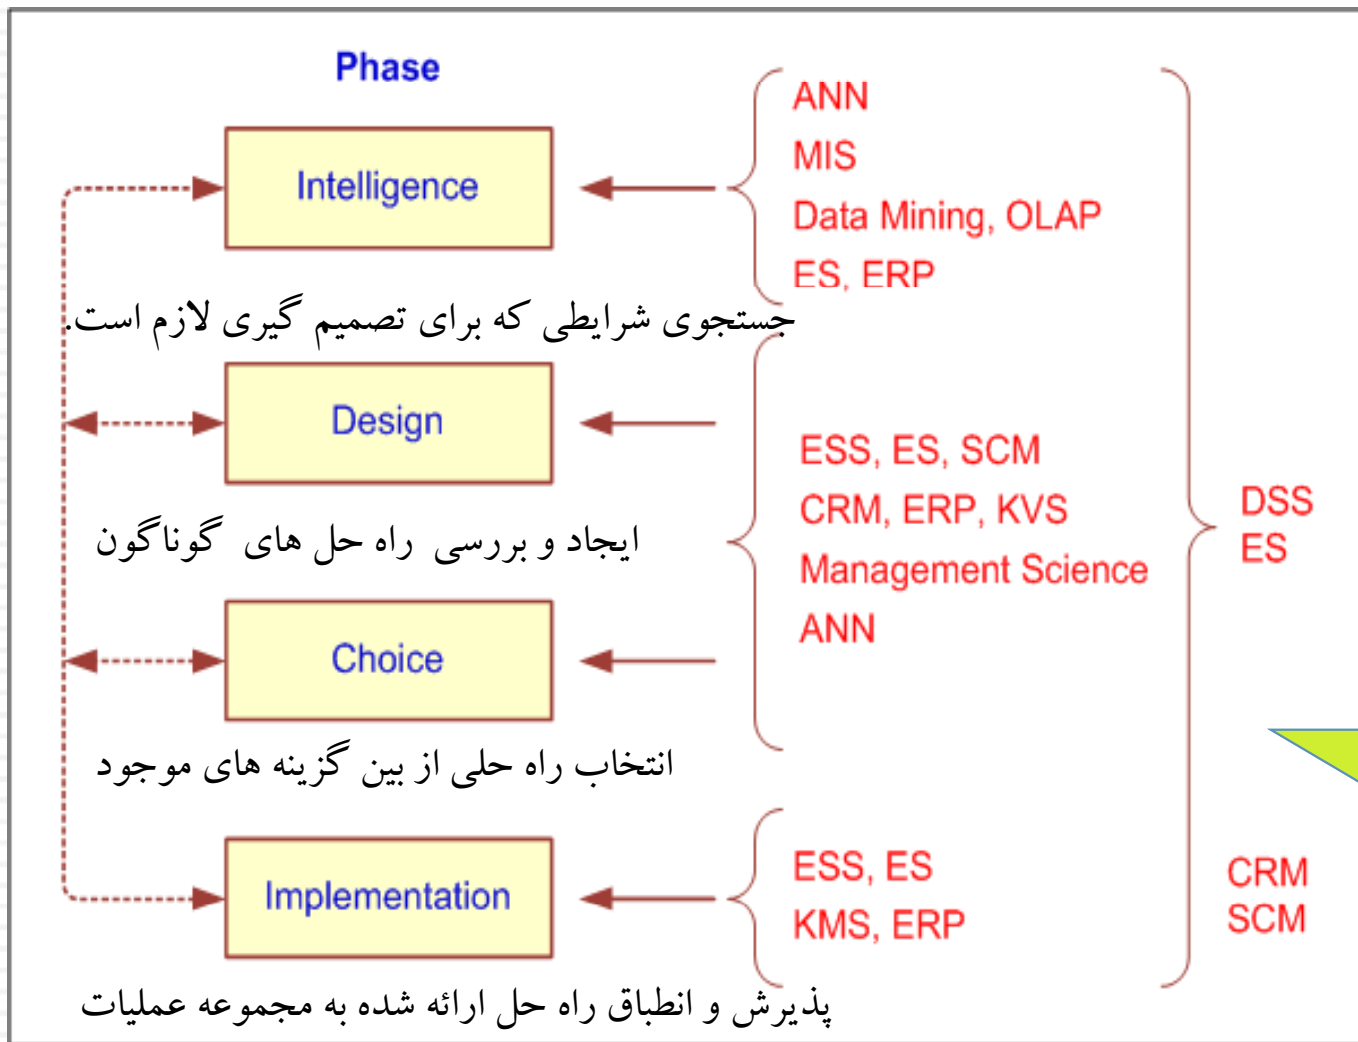 Phase
Intelligence
ANN
MIS
Data Mining, OLAP
ES, ERP
جستجوی شرایطی که برای تصمیم گیری لازم است.
Design
ایجاد و بررسی راه حل های گوناگون
Choice
ESS, ES, SCM
CRM, ERP, KVS
Management Science
ANN
انتخاب راه حلی از بین گزینه های موجود
Implementation
ESS, ES
KMS, ERP
پذیرش و انطباق راه حل ارائه شده به مجموعه عملیات
DSS
ES
CRM
SCM